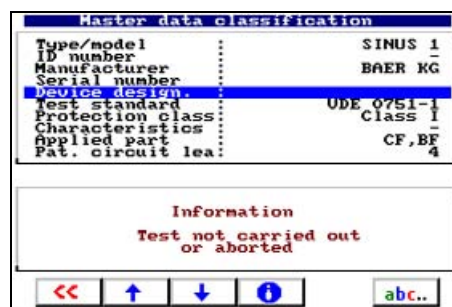 Master data classification
Type/model : SINUS 1
ID number : -
Manufacturer : BAER KG
Serial number :
Device design. :
Test standard : VDE 0751-1
Protection class: Class I
Characteristics : -
Applied part : CF,BF
Pat. circuit lea: 4
Information
Test not carried out
or aborted
<< abc..